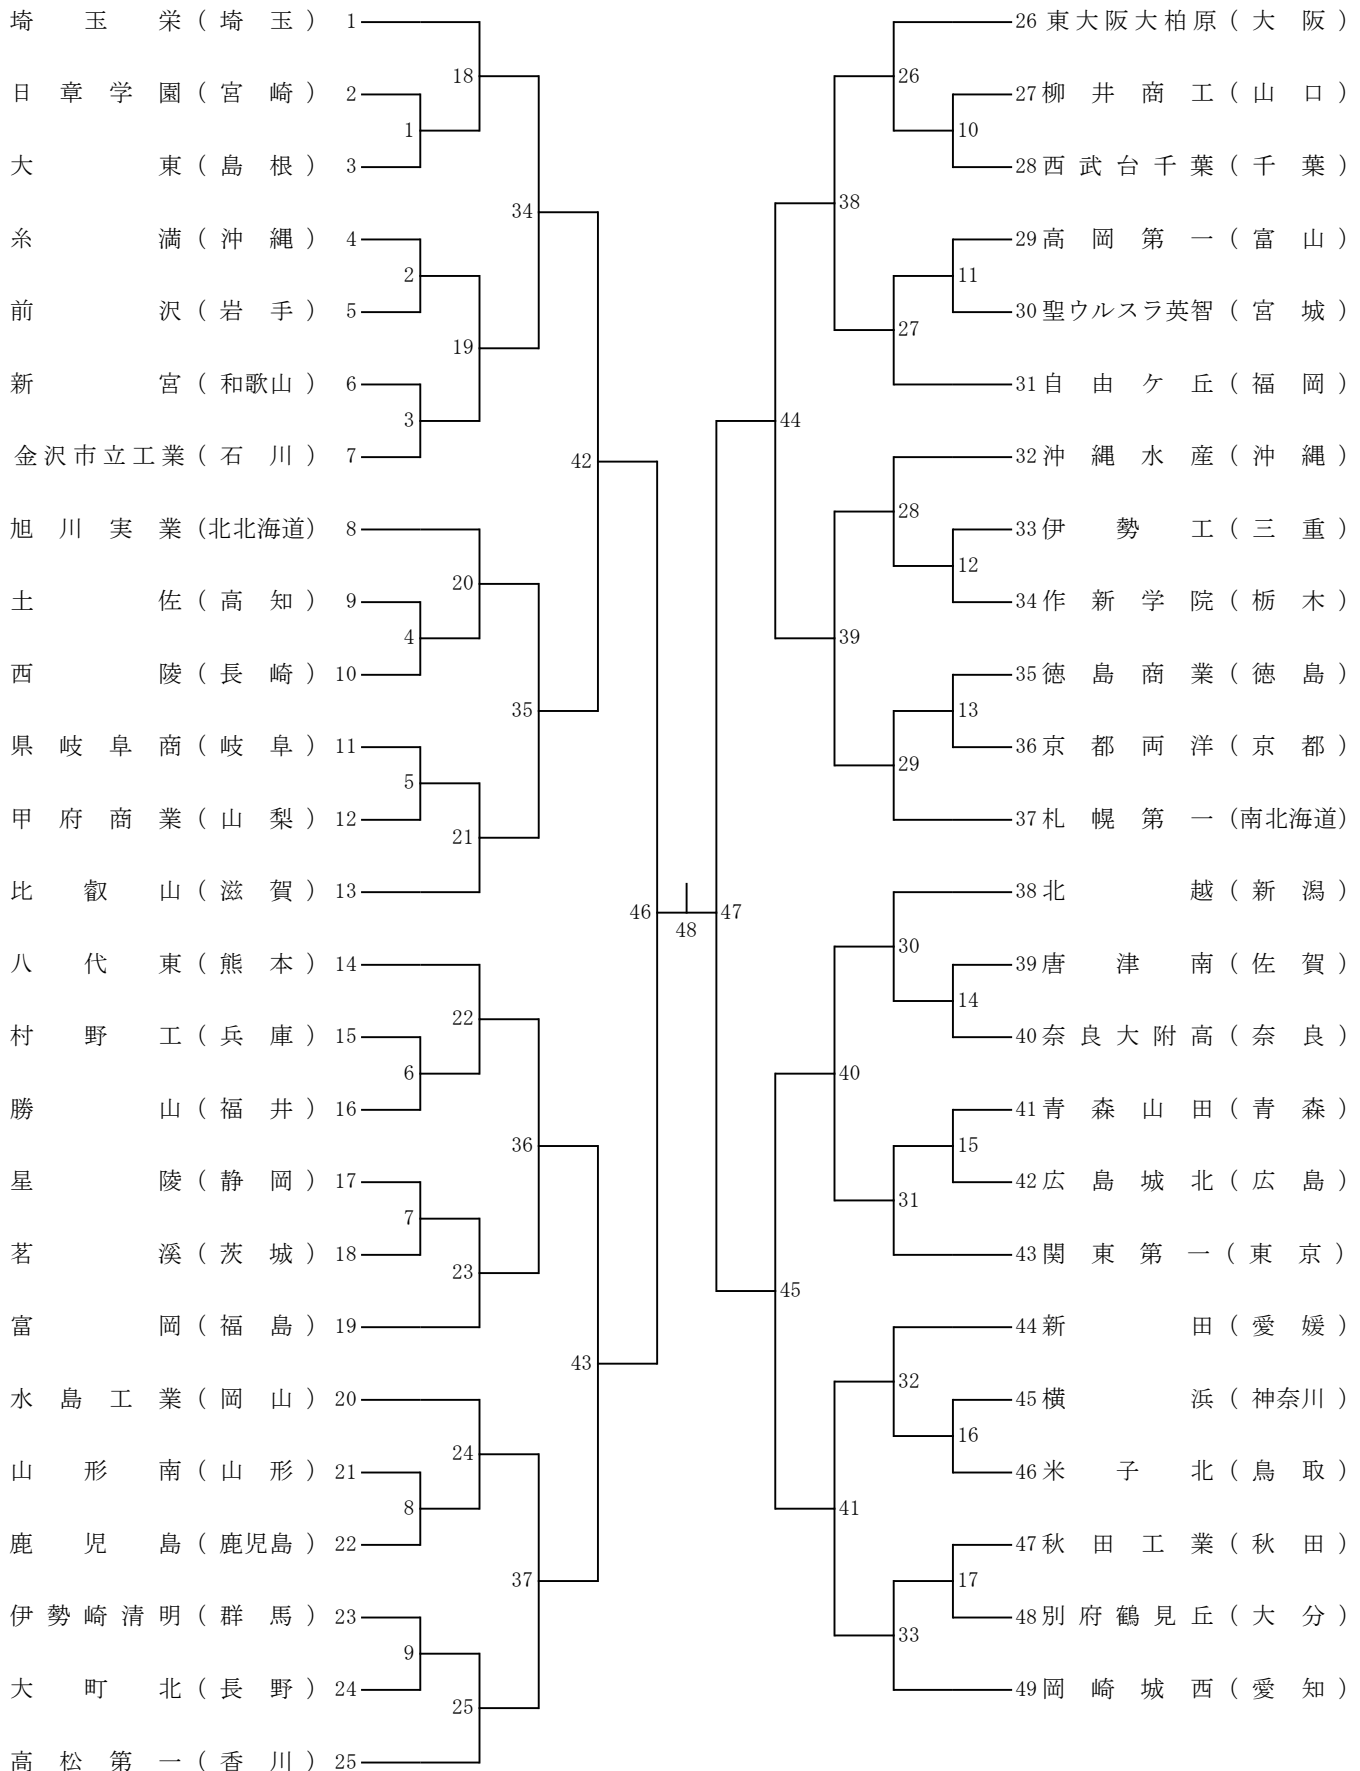 埼玉栄(埼玉) 1
日章学園(宮崎) 2
大東(島根) 3
糸満(沖縄) 4
前沢(岩手) 5
新宮(和歌山) 6
金沢市立工業(石川) 7
旭川実業(北北海道) 8
土佐(高知) 9
西陵(長崎) 10
県岐阜商(岐阜) 11
甲府商業(山梨) 12
比叡山(滋賀) 13
八代東(熊本) 14
村野工(兵庫) 15
勝山(福井) 16
星陵(静岡) 17
茗溪(茨城) 18
富岡(福島) 19
水島工業(岡山) 20
山形南(山形) 21
鹿児島(鹿児島) 22
伊勢崎清明(群馬) 23
大町北(長野) 24
高松第一(香川) 25
1
2
3
4
5
6
7
8
9
18
19
20
21
22
23
24
25
34
35
36
37
42
43
46
48
47
44
45
38
39
40
41
26
27
28
29
30
31
32
33
10
11
12
13
14
15
16
17
26 東大阪大柏原(大阪)
27 柳井商工(山口)
28 西武台千葉(千葉)
29 高岡第一(富山)
30 聖ウルスラ英智(宮城)
31 自由ケ丘(福岡)
32 沖縄水産(沖縄)
33 伊勢工(三重)
34 作新学院(栃木)
35 徳島商業(徳島)
36 京都両洋(京都)
37 札幌第一(南北海道)
38 北越(新潟)
39 唐津南(佐賀)
40 奈良大附高(奈良)
41 青森山田(青森)
42 広島城北(広島)
43 関東第一(東京)
44 新田(愛媛)
45 横浜(神奈川)
46 米子北(鳥取)
47 秋田工業(秋田)
48 別府鶴見丘(大分)
49 岡崎城西(愛知)